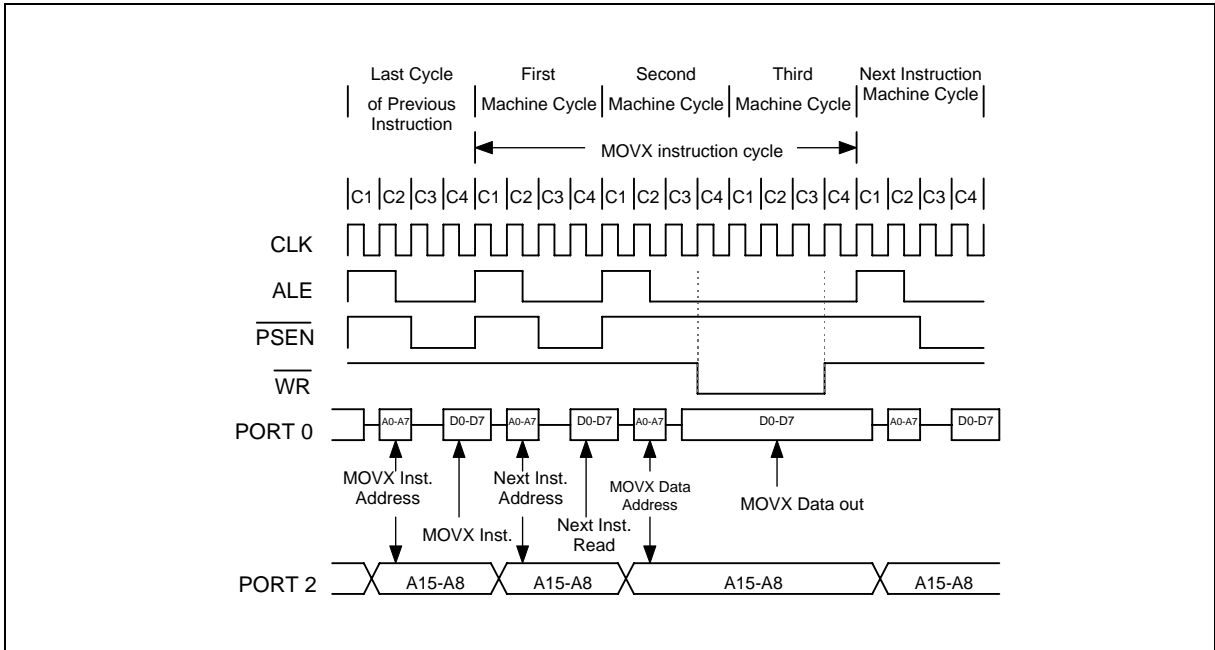 Last Cycle First Second Third Next Instruction
of Previous Machine Cycle Machine Cycle Machine Cycle Machine Cycle
Instruction
MOVX instruction cycle
C1 C2 C3 C4 C1 C2 C3 C4 C1 C2 C3 C4 C1 C2 C3 C4 C1 C2 C3 C4
CLK
ALE
PSEN
WR
PORT 0 A0-A7 D0-D7 A0-A7 D0-D7 A0-A7 D0-D7 A0-A7 D0-D7
MOVX Inst. Next Inst. MOVX Data
Address Address Address MOVX Data out
MOVX Inst. Next Inst.
Read
PORT 2 A15-A8 A15-A8 A15-A8 A15-A8